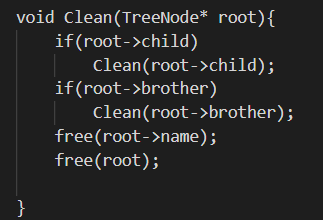 void Clean(TreeNode* root){
    if(root->child)
        Clean(root->child);
    if(root->brother)
        Clean(root->brother);
    free(root->name);
    free(root);
}